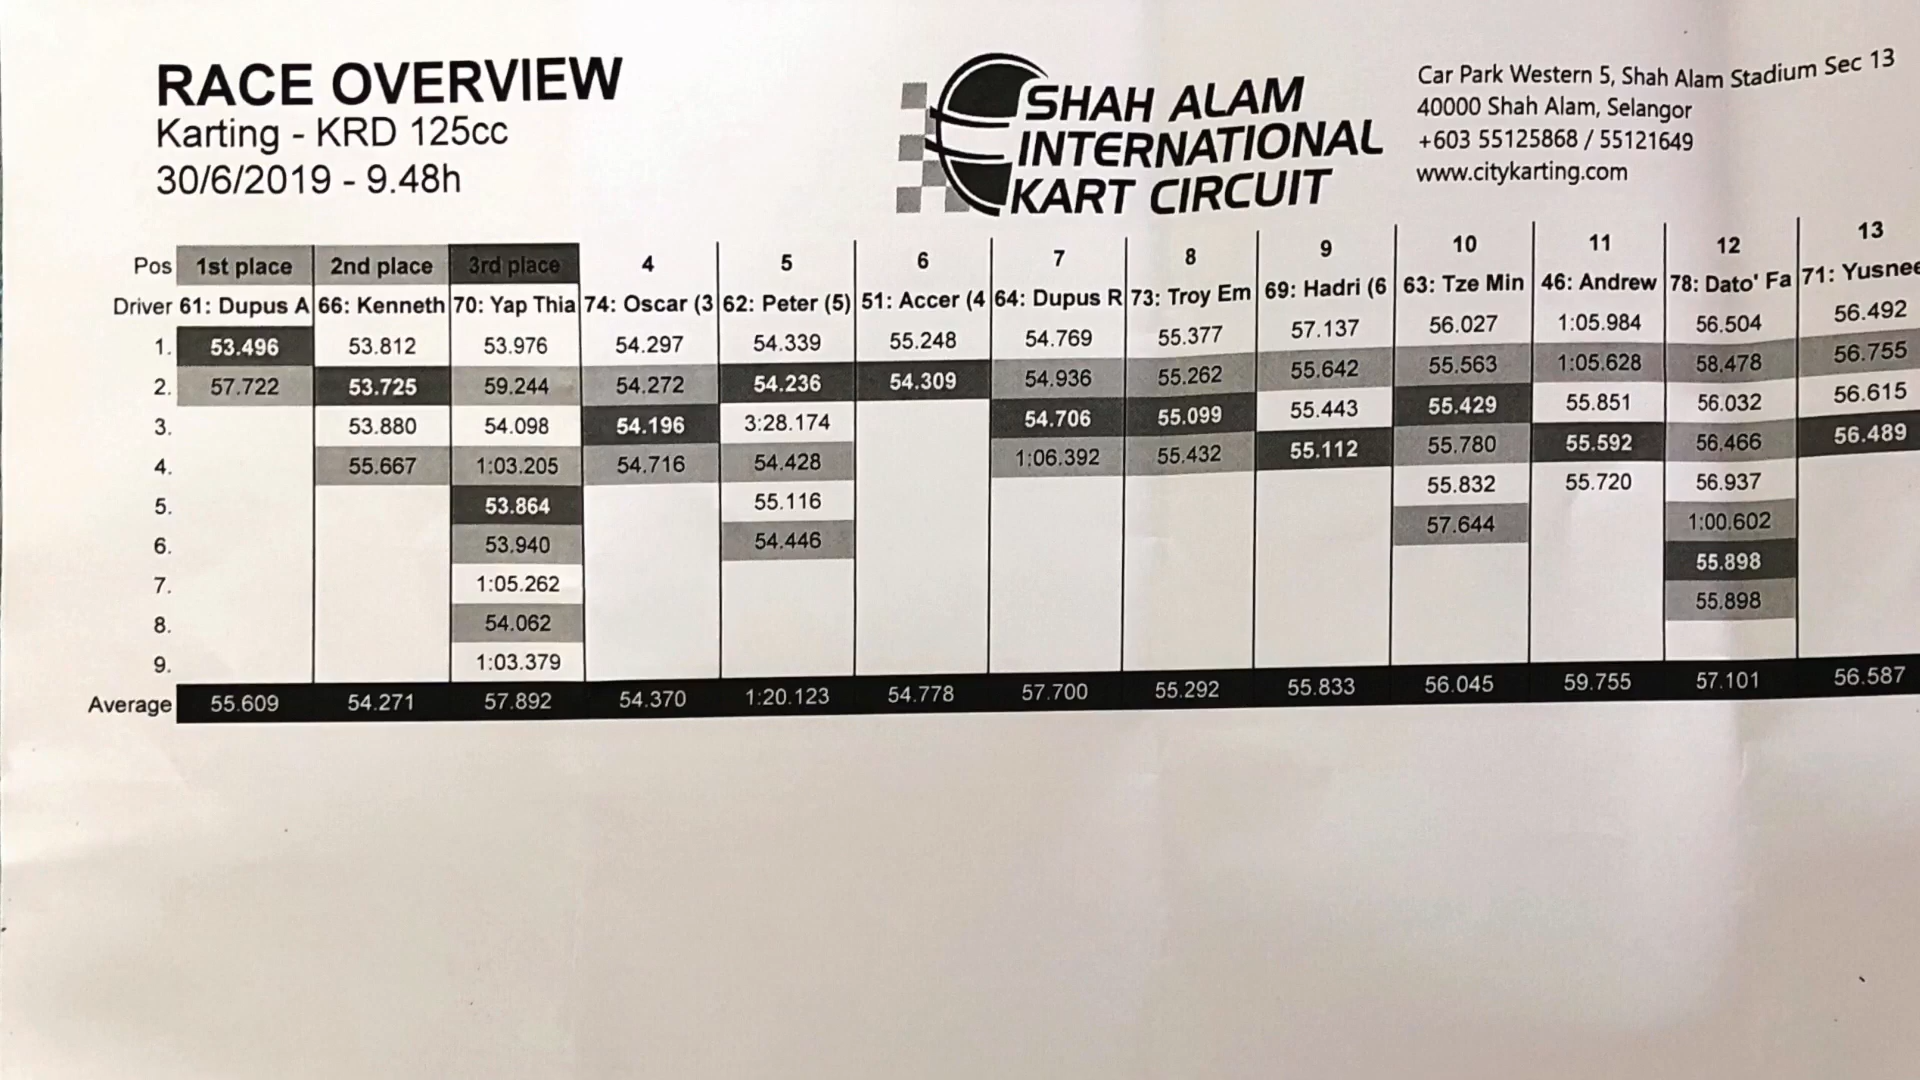 RACE OVERVIEW
Karting - KRD 125cc
30/6/2019 - 9.48h
SHAH ALAM
INTERNATIONAL
KART CIRCUIT
Car Park Western 5, Shah Alam Stadium Sec 13
40000 Shah Alam, Selangor
+603 55125868 / 55121649
www.citykarting.com
Pos 1st place 2nd place 3rd place 4 5 6 7 8 9 10 11 12 13
Driver 61: Dupus A 66: Kenneth 70: Yap Thia 74: Oscar (3 62: Peter (5) 51: Accer (4 64: Dupus R 73: Troy Em 69: Hadri (6 63: Tze Min 46: Andrew 78: Dato' Fa 71: Yusnee
1. 53.496 53.812 53.976 54.297 54.339 55.248 54.769 55.377 57.137 56.027 1:05.984 56.504 56.492
2. 57.722 53.725 59.244 54.272 54.236 54.309 54.936 55.262 55.642 55.563 1:05.628 58.478 56.755
3. 53.880 54.098 54.196 3:28.174 54.706 55.099 55.443 55.429 55.851 56.032 56.615
4. 55.667 1:03.205 54.716 54.428 1:06.392 55.432 55.112 55.780 55.592 56.466 56.489
5. 53.864 55.116 55.832 55.720 56.937
6. 53.940 54.446 57.644 1:00.602
7. 1:05.262 55.898
8. 54.062 55.898
9. 1:03.379
Average 55.609 54.271 57.892 54.370 1:20.123 54.778 57.700 55.292 55.833 56.045 59.755 57.101 56.587